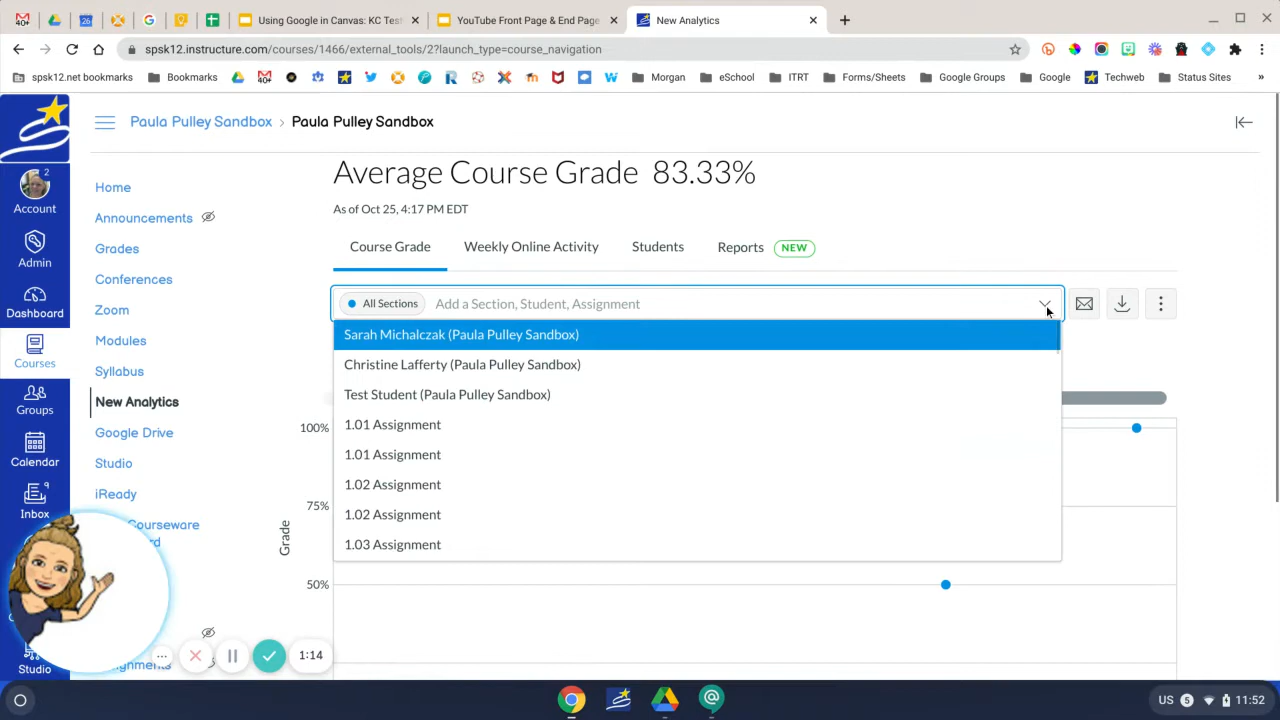 40+
26
Using Google in Canvas: KC Test
YouTube Front Page & End Page
New Analytics
spsk12.instructure.com/courses/1466/external_tools/2?launch_type=course_navigation
spsk12.net bookmarks
Bookmarks
40+
Morgan
eSchool
ITRT
Forms/Sheets
Google Groups
Google
Techweb
Status Sites
»
Paula Pulley Sandbox › Paula Pulley Sandbox
Average Course Grade 83.33%
As of Oct 25, 4:17 PM EDT
Course Grade
Weekly Online Activity
Students
Reports
NEW
All Sections
Add a Section, Student, Assignment
Sarah Michalczak (Paula Pulley Sandbox)
Christine Lafferty (Paula Pulley Sandbox)
Test Student (Paula Pulley Sandbox)
1.01 Assignment
1.01 Assignment
1.02 Assignment
1.02 Assignment
1.03 Assignment
100%
75%
50%
Grade
2
Account
Admin
Dashboard
Courses
Groups
Calendar
9
Inbox
Studio
Home
Announcements
Grades
Conferences
Zoom
Modules
Syllabus
New Analytics
Google Drive
Studio
iReady
Courseware
1:14
US
5
11:52